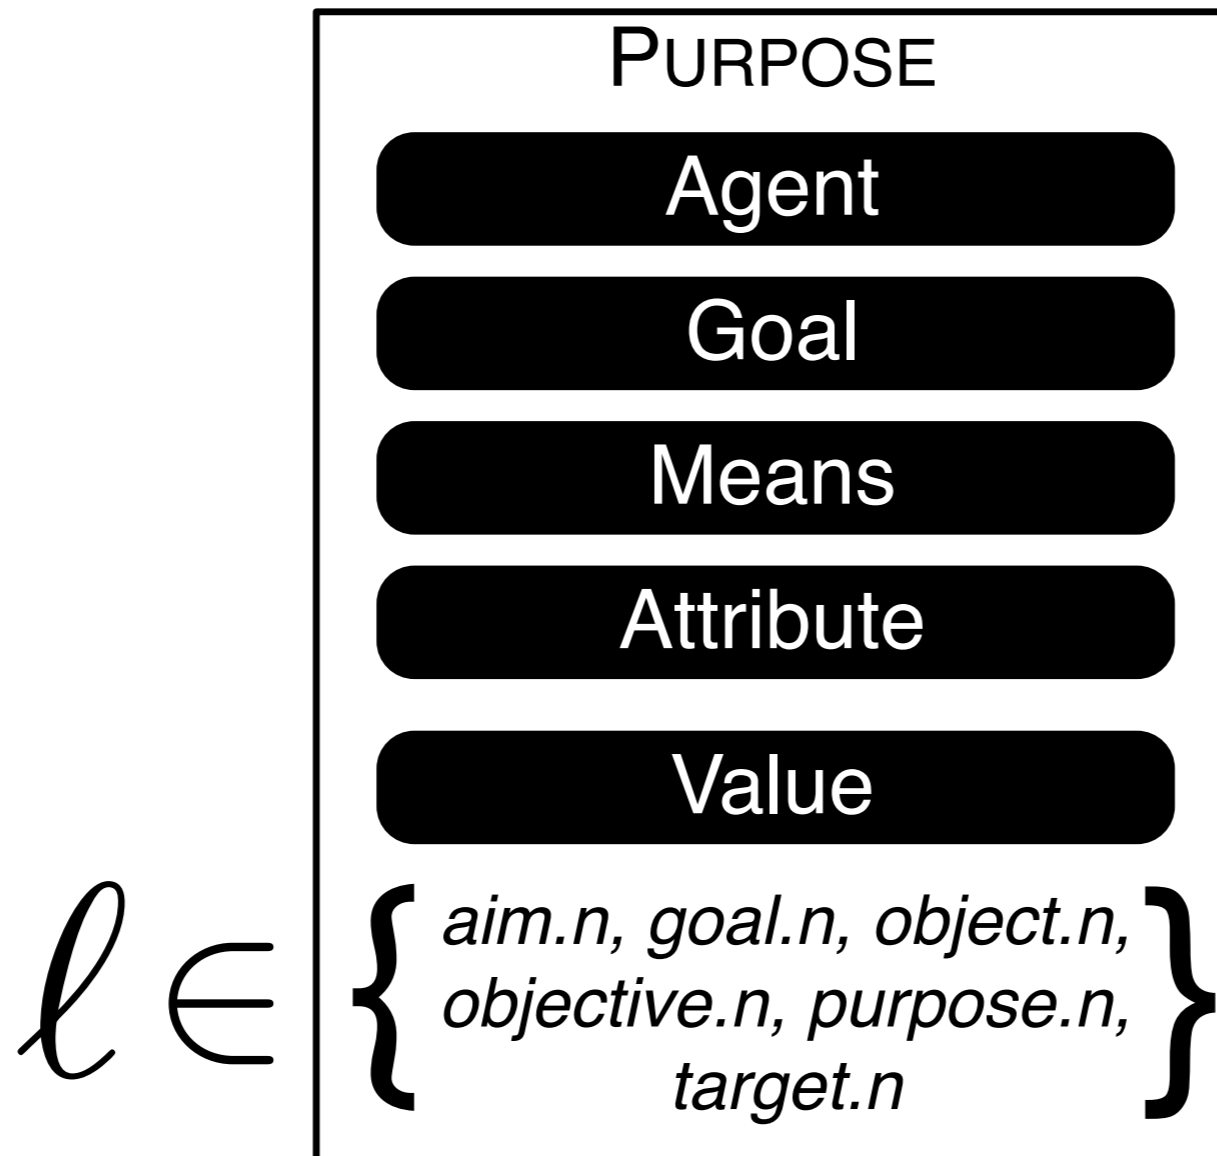 PURPOSE
Agent
Goal
Means
Attribute
Value
ℓ ∈ { aim.n, goal.n, object.n,
objective.n, purpose.n,
target.n }